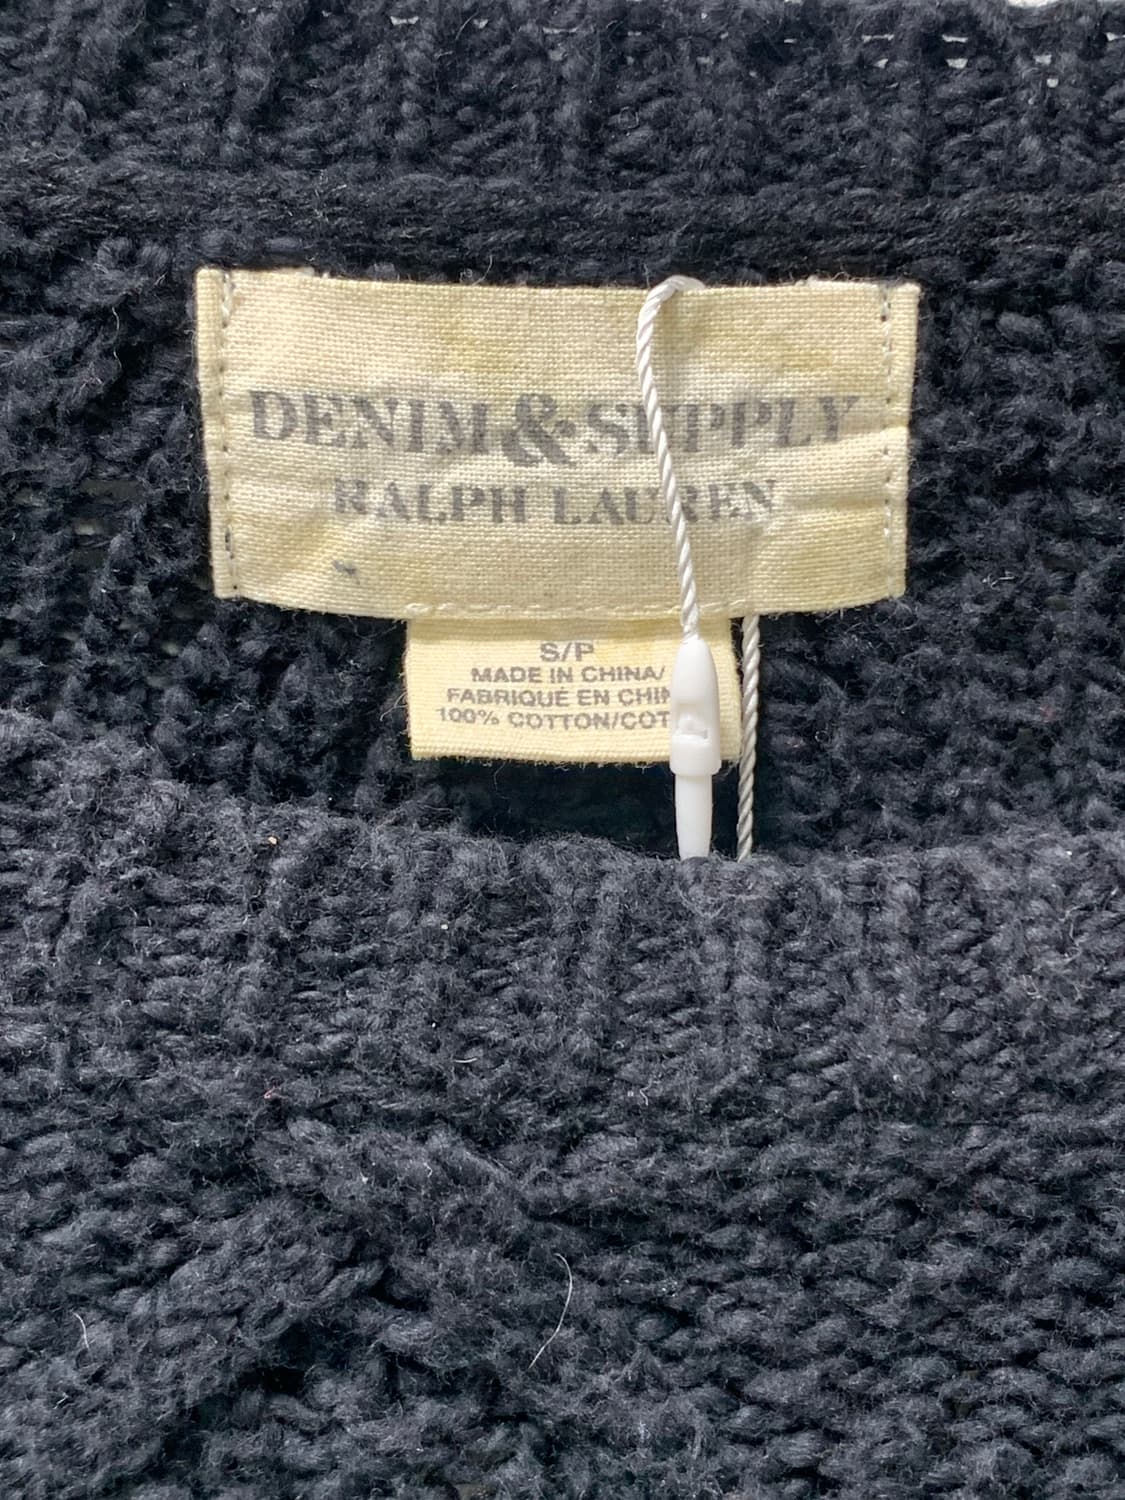 DENIM & SUPPLY
RALPH LAUREN
S/P
MADE IN CHINA/
FABRIQUÉ EN CHIN
100% COTTON/COT